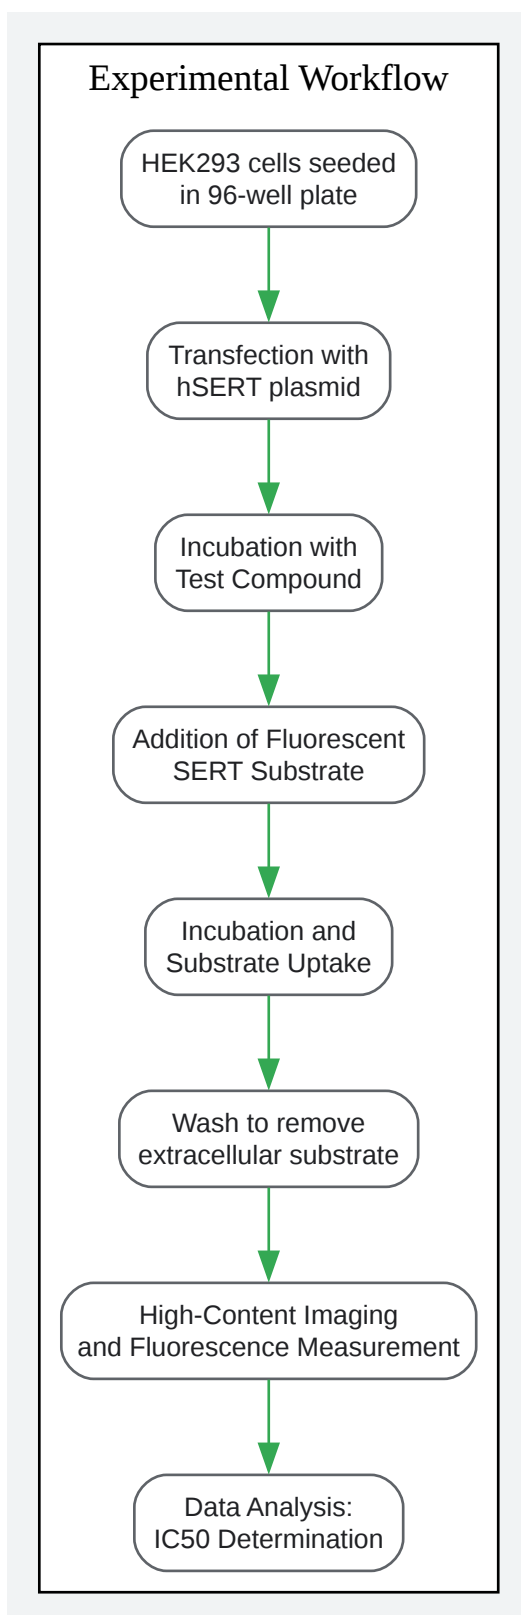 Experimental Workflow
HEK293 cells seeded
in 96-well plate
Transfection with
hSERT plasmid
Incubation with
Test Compound
Addition of Fluorescent
SERT Substrate
Incubation and
Substrate Uptake
Wash to remove
extracellular substrate
High-Content Imaging
and Fluorescence Measurement
Data Analysis:
IC50 Determination